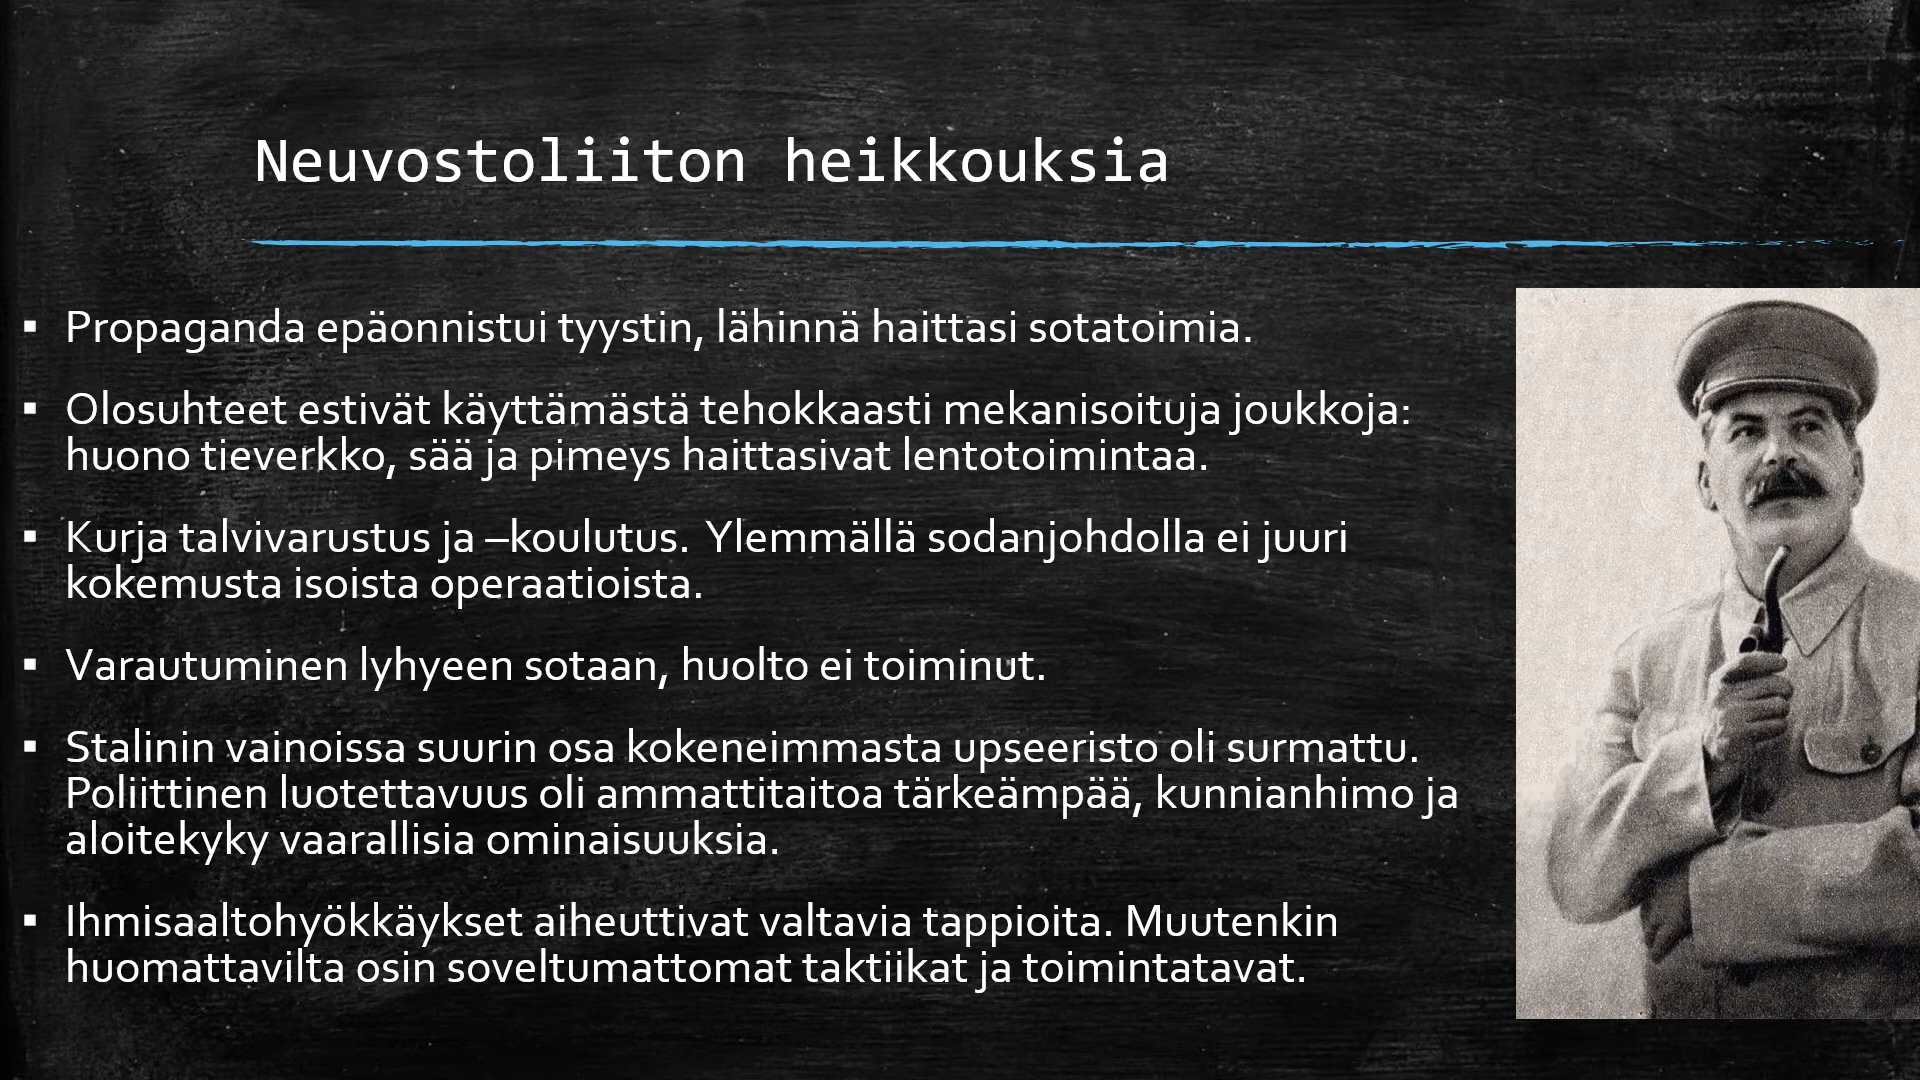 Neuvostoliiton heikkouksia
▪ Propaganda epäonnistui tyystin, lähinnä haittasi sotatoimia.
▪ Olosuhteet estivät käyttämästä tehokkaasti mekanisoituja joukkoja:
huono tieverkko, sää ja pimeys haittasivat lentotoimintaa.
▪ Kurja talvivarustus ja –koulutus. Ylemmällä sodanjohdolla ei juuri
kokemusta isoista operaatioista.
▪ Varautuminen lyhyeen sotaan, huolto ei toiminut.
▪ Stalinin vainoissa suurin osa kokeneimmasta upseeristo oli surmattu.
Poliittinen luotettavuus oli ammattitaitoa tärkeämpää, kunnianhimo ja
aloitekyky vaarallisia ominaisuuksia.
▪ Ihmisaaltohyökkäykset aiheuttivat valtavia tappioita. Muutenkin
huomattavilta osin soveltumattomat taktiikat ja toimintatavat.